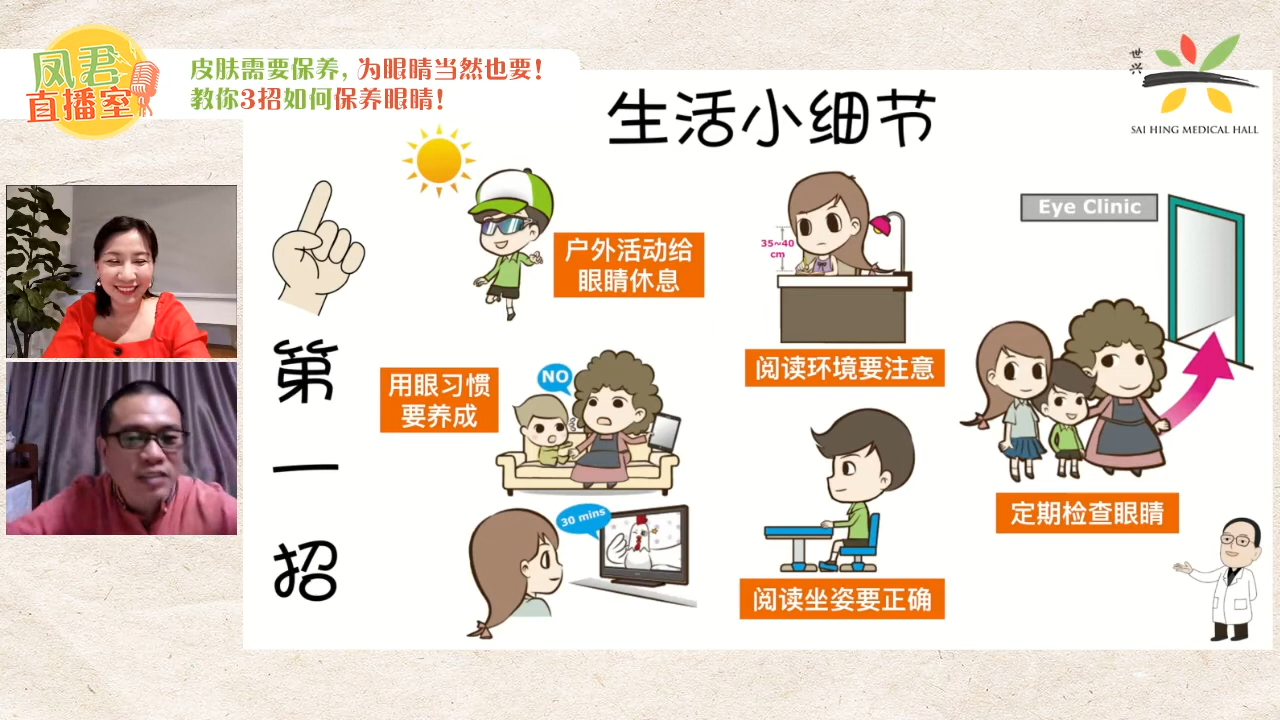 凤君
直播室
皮肤需要保养,为眼睛当然也要!
教你3招如何保养眼睛!
世兴
SAI HING MEDICAL HALL
生活小细节
第一招
户外活动给
眼睛休息
35~40
cm
阅读环境要注意
Eye Clinic
用眼习惯
要养成
NO
30 mins
阅读坐姿要正确
定期检查眼睛